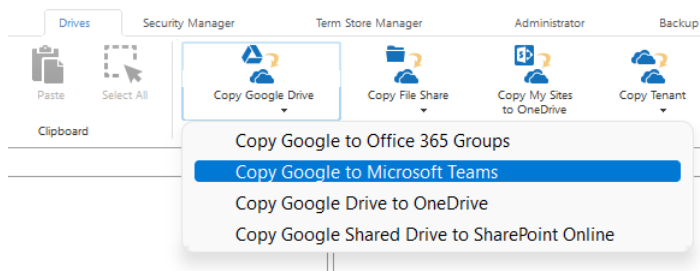 Drives
Security Manager
Term Store Manager
Administrator
Backup
Paste
Select All
Copy Google Drive
Copy File Share
Copy My Sites
to OneDrive
Copy Tenant
Clipboard
Copy Google to Office 365 Groups
Copy Google to Microsoft Teams
Copy Google Drive to OneDrive
Copy Google Shared Drive to SharePoint Online